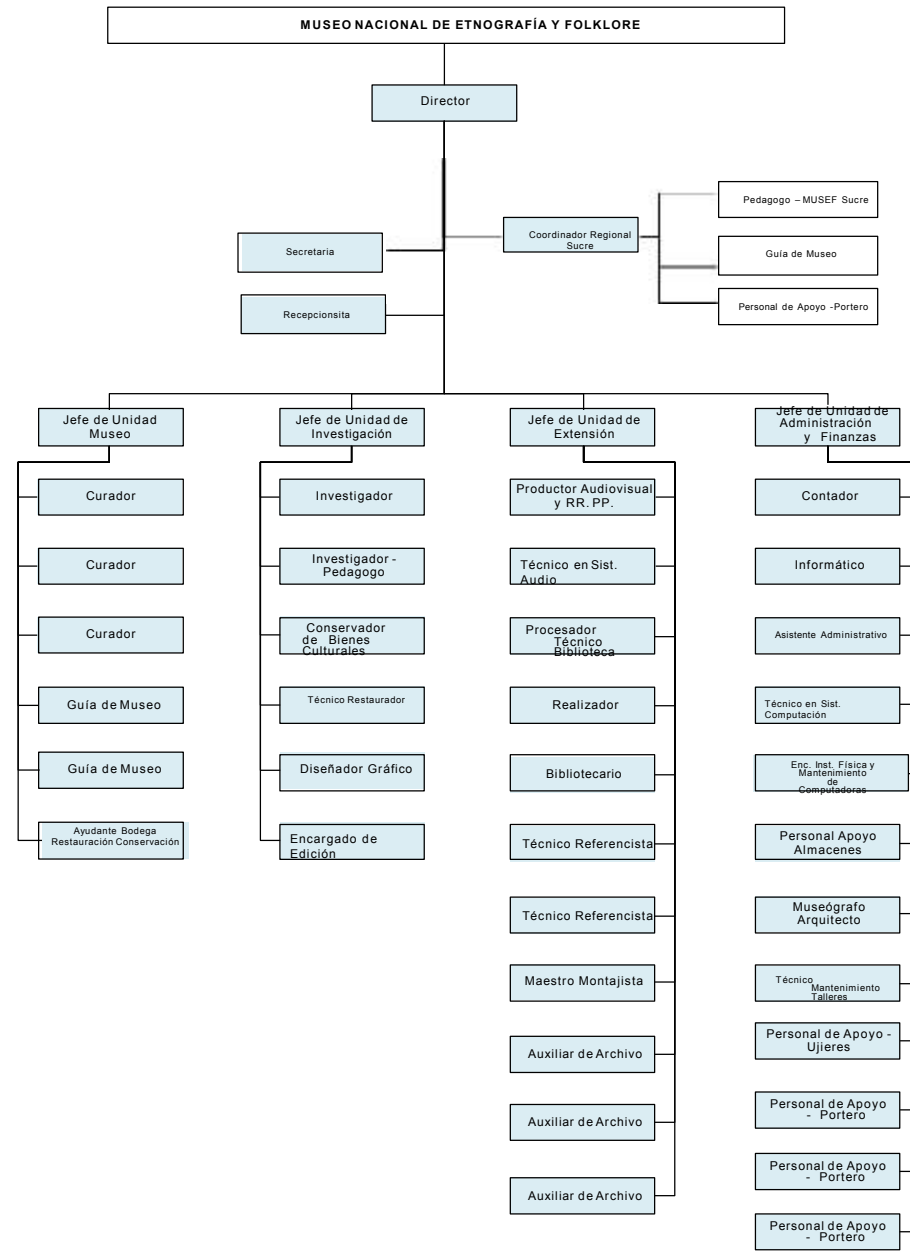 MUSEO NACIONAL DE ETNOGRAFÍA Y FOLKLORE
Director
Coordinador Regional
Sucre
Pedagogo – MUSEF Sucre
Guía de Museo
Personal de Apoyo -Portero
Secretaria
Recepcionsita
Jefe de Unidad
Museo
Curador
Curador
Curador
Guía de Museo
Guía de Museo
Ayudante Bodega
Restauración Conservación
Jefe de Unidad de
Investigación
Investigador
Investigador -
Pedagogo
Conservador
de Bienes
Culturales
Técnico Restaurador
Diseñador Gráfico
Encargado de
Edición
Jefe de Unidad de
Extensión
Productor Audiovisual
y RR. PP.
Técnico en Sist.
Audio
Procesador
Técnico
Biblioteca
Realizador
Bibliotecario
Técnico Referencista
Técnico Referencista
Maestro Montajista
Auxiliar de Archivo
Auxiliar de Archivo
Auxiliar de Archivo
Jefe de Unidad de
Administración
y Finanzas
Contador
Informático
Asistente Administrativo
Técnico en Sist.
Computación
Enc. Inst. Física y
Mantenimiento
de
Computadoras
Personal Apoyo
Almacenes
Museógrafo
Arquitecto
Técnico
Mantenimiento
Talleres
Personal de Apoyo -
Ujieres
Personal de Apoyo
- Portero
Personal de Apoyo
- Portero
Personal de Apoyo
- Portero